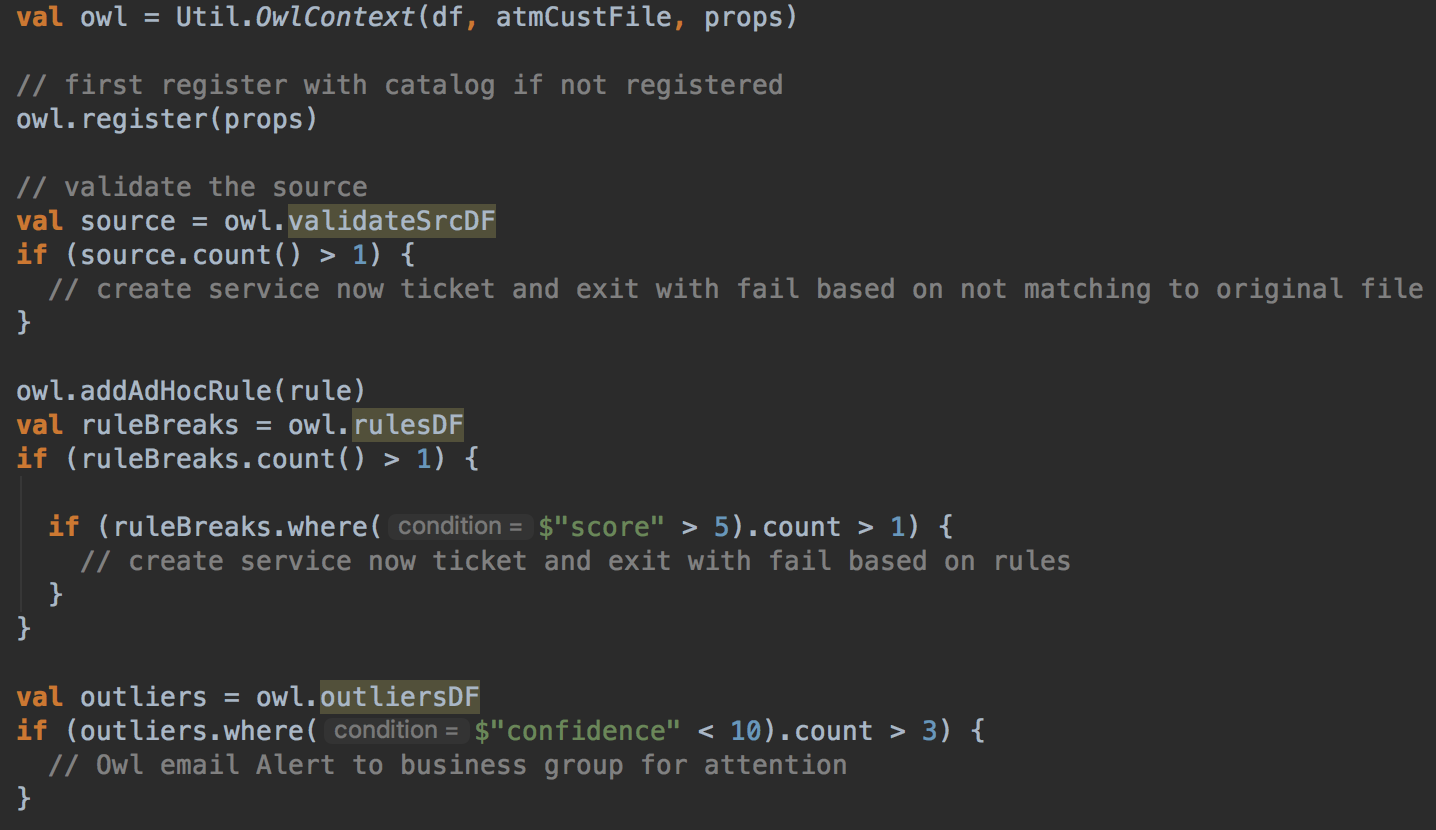 val owl = Util.OwlContext(df, atmCustFile, props)
// first register with catalog if not registered
owl.register(props)
// validate the source
val source = owl.validateSrcDF
if (source.count() > 1) {
// create service now ticket and exit with fail based on not matching to original file
}
owl.addAdHocRule(rule)
val ruleBreaks = owl.rulesDF
if (ruleBreaks.count() > 1) {
if (ruleBreaks.where( condition = $"score" > 5).count > 1) {
// create service now ticket and exit with fail based on rules
}
}
val outliers = owl.outliersDF
if (outliers.where( condition = $"confidence" < 10).count > 3) {
// Owl email Alert to business group for attention
}